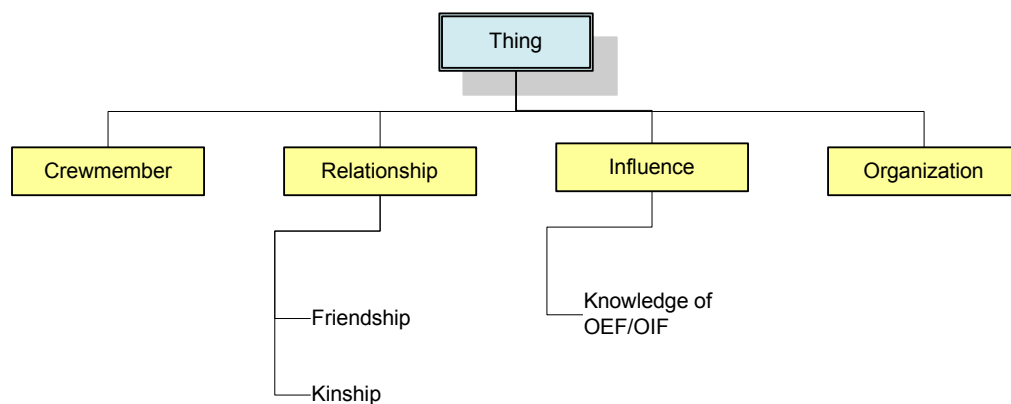 Thing
Crewmember
Relationship
Influence
Organization
Friendship
Kinship
Knowledge of
OEF/OIF